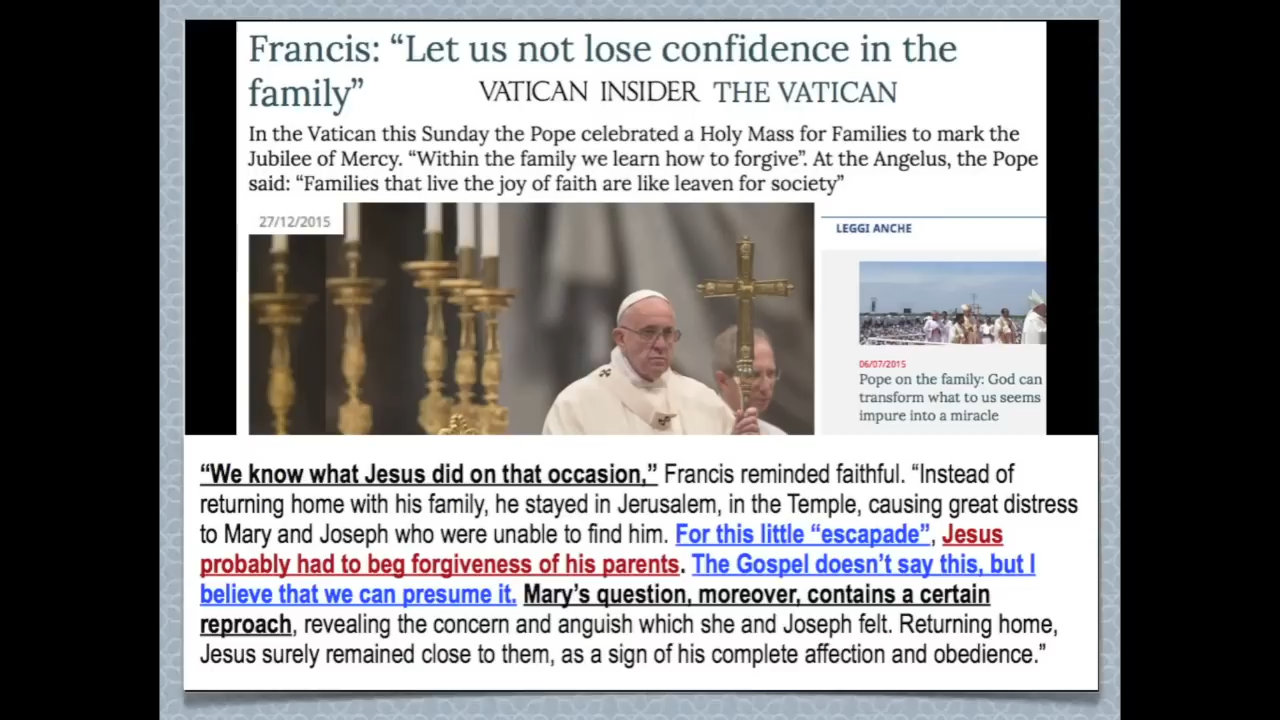 Francis: “Let us not lose confidence in the
family”
VATICAN INSIDER THE VATICAN
In the Vatican this Sunday the Pope celebrated a Holy Mass for Families to mark the
Jubilee of Mercy. “Within the family we learn how to forgive”. At the Angelus, the Pope
said: “Families that live the joy of faith are like leaven for society”
27/12/2015
LEGGI ANCHE
06/07/2015
Pope on the family: God can
transform what to us seems
impure into a miracle
“We know what Jesus did on that occasion,” Francis reminded faithful. “Instead of
returning home with his family, he stayed in Jerusalem, in the Temple, causing great distress
to Mary and Joseph who were unable to find him. For this little “escapade”, Jesus
probably had to beg forgiveness of his parents. The Gospel doesn’t say this, but I
believe that we can presume it. Mary’s question, moreover, contains a certain
reproach, revealing the concern and anguish which she and Joseph felt. Returning home,
Jesus surely remained close to them, as a sign of his complete affection and obedience.”